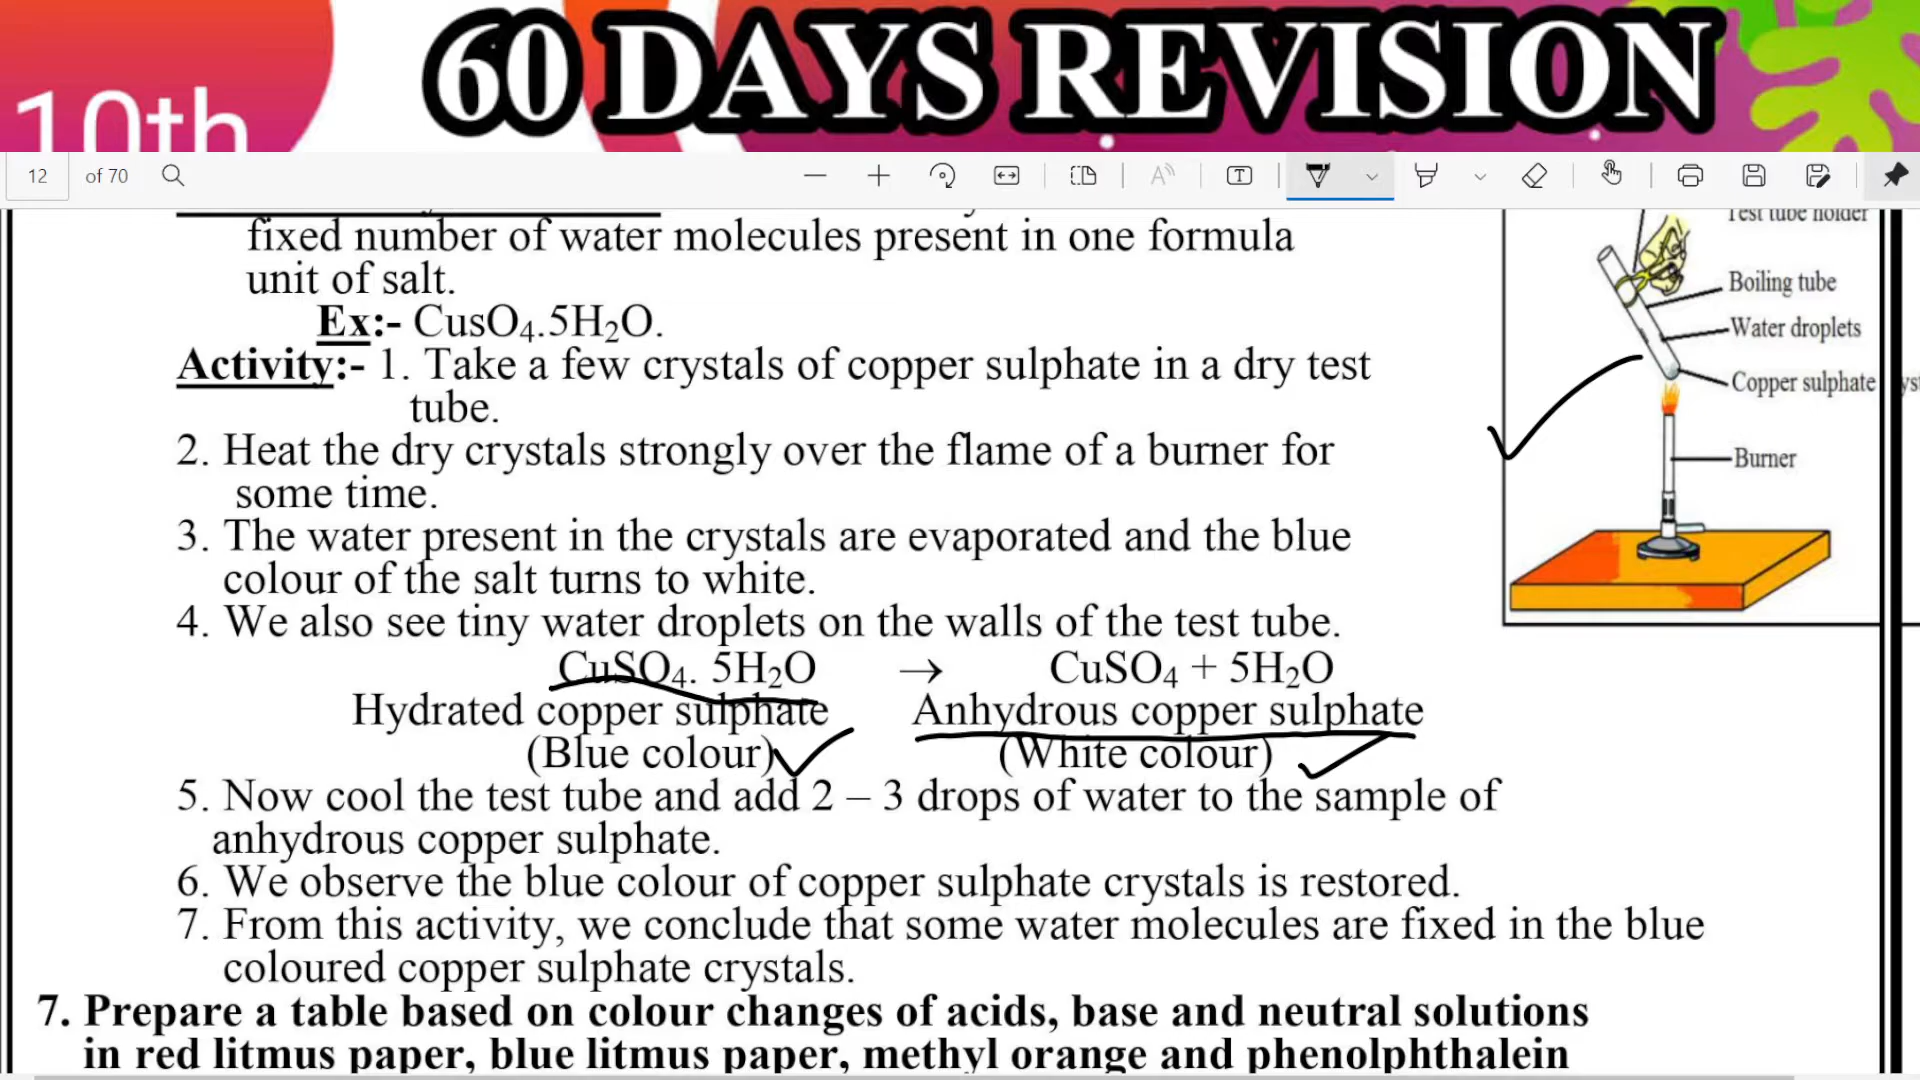 60 DAYS REVISION
10th
12 of 70
fixed number of water molecules present in one formula
unit of salt.
Ex:- CusO₄.5H₂O.
Activity:- 1. Take a few crystals of copper sulphate in a dry test
tube.
2. Heat the dry crystals strongly over the flame of a burner for
some time.
3. The water present in the crystals are evaporated and the blue
colour of the salt turns to white.
4. We also see tiny water droplets on the walls of the test tube.
CuSO₄. 5H₂O → CuSO₄ + 5H₂O
Hydrated copper sulphate Anhydrous copper sulphate
(Blue colour) (White colour)
5. Now cool the test tube and add 2 – 3 drops of water to the sample of
anhydrous copper sulphate.
6. We observe the blue colour of copper sulphate crystals is restored.
7. From this activity, we conclude that some water molecules are fixed in the blue
coloured copper sulphate crystals.
7. Prepare a table based on colour changes of acids, base and neutral solutions
in red litmus paper, blue litmus paper, methyl orange and phenolphthalein
Test tube holder
Boiling tube
Water droplets
Copper sulphate
Burner